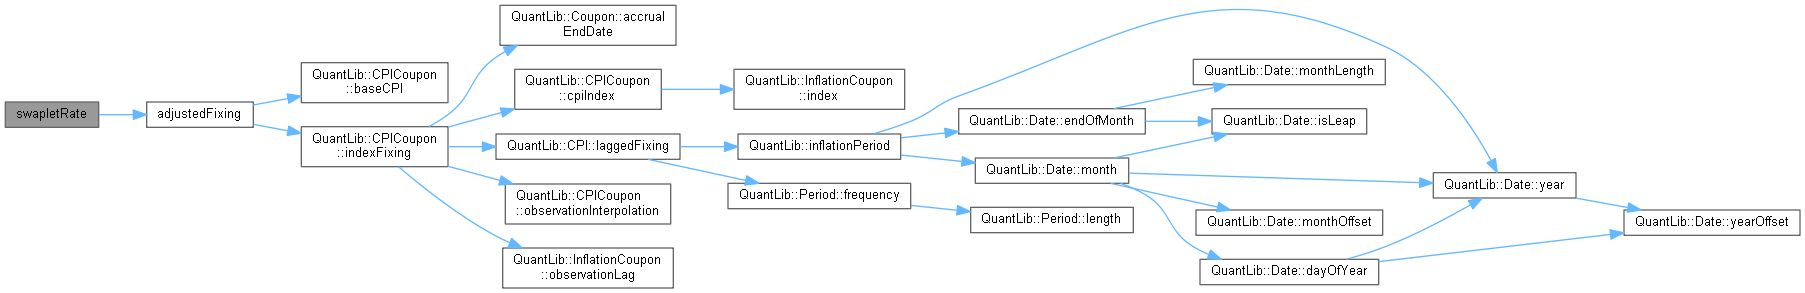 swapletRate
adjustedFixing
QuantLib::CPICoupon
::baseCPI
QuantLib::CPICoupon
::indexFixing
QuantLib::Coupon::accrual
EndDate
QuantLib::CPICoupon
::cpiIndex
QuantLib::CPI::laggedFixing
QuantLib::CPICoupon
::observationInterpolation
QuantLib::InflationCoupon
::observationLag
QuantLib::InflationCoupon
::index
QuantLib::inflationPeriod
QuantLib::Period::frequency
QuantLib::Date::endOfMonth
QuantLib::Date::month
QuantLib::Period::length
QuantLib::Date::monthLength
QuantLib::Date::isLeap
QuantLib::Date::monthOffset
QuantLib::Date::dayOfYear
QuantLib::Date::year
QuantLib::Date::yearOffset